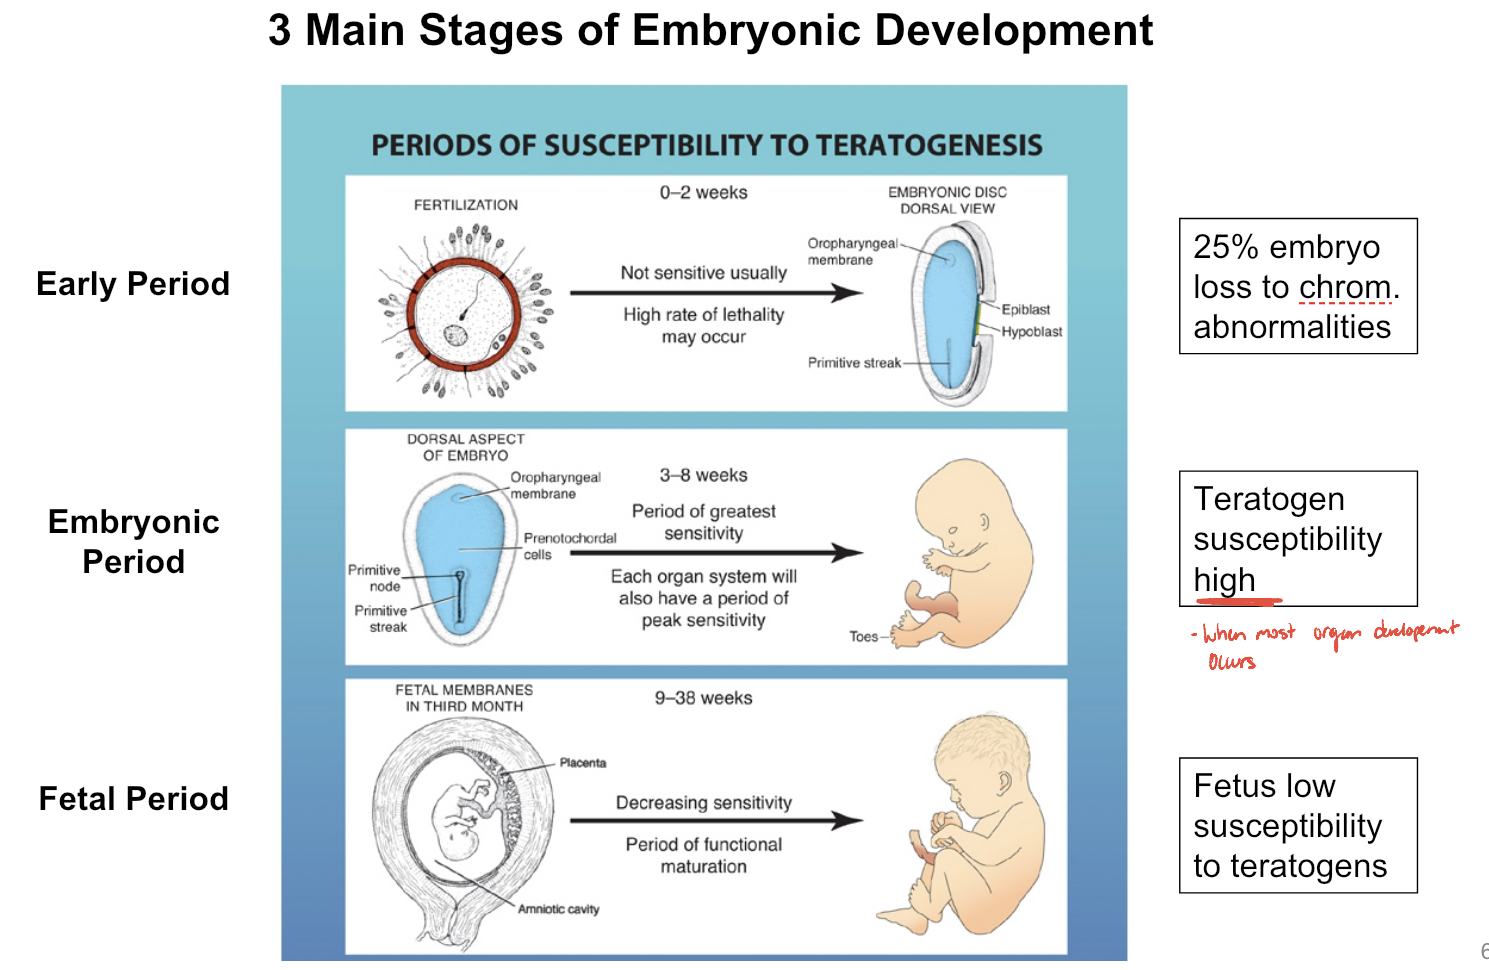 3 Main Stages of Embryonic Development
PERIODS OF SUSCEPTIBILITY TO TERATOGENESIS
Early Period
FERTILIZATION
0–2 weeks
Not sensitive usually
High rate of lethality
may occur
EMBRYONIC DISC
DORSAL VIEW
Oropharyngeal
membrane
Epiblast
Hypoblast
Primitive streak
25% embryo
loss to chrom.
abnormalities
Embryonic
Period
DORSAL ASPECT
OF EMBRYO
Oropharyngeal
membrane
Prenotochordal
cells
Primitive
node
Primitive
streak
3–8 weeks
Period of greatest
sensitivity
Each organ system will
also have a period of
peak sensitivity
Toes
Teratogen
susceptibility
high
- When most organ development
occurs
Fetal Period
FETAL MEMBRANES
IN THIRD MONTH
Placenta
Amniotic cavity
9–38 weeks
Decreasing sensitivity
Period of functional
maturation
Fetus low
susceptibility
to teratogens
6